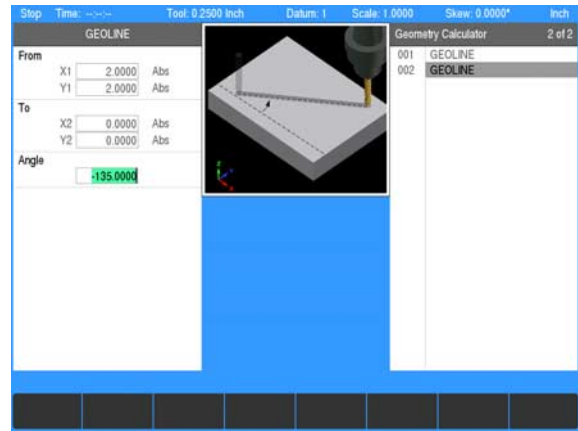 Stop Time: --:--:-- Tool: 0.2500 Inch Datum: 1 Scale: 1.0000 Skew: 0.0000° Inch
GEOLINE
From
X1 2.0000 Abs
Y1 2.0000 Abs
To
X2 0.0000 Abs
Y2 0.0000 Abs
Angle
-135.0000
Geometry Calculator 2 of 2
001 GEOLINE
002 GEOLINE